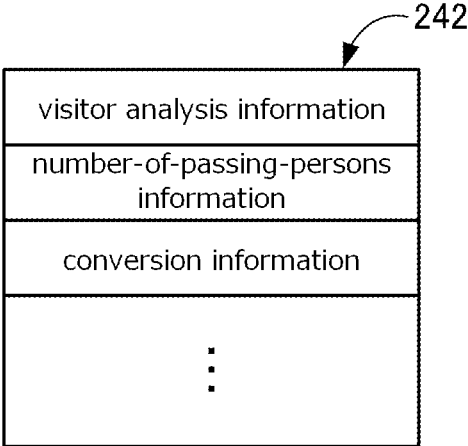 242
visitor analysis information
number-of-passing-persons
information
conversion information
⋮